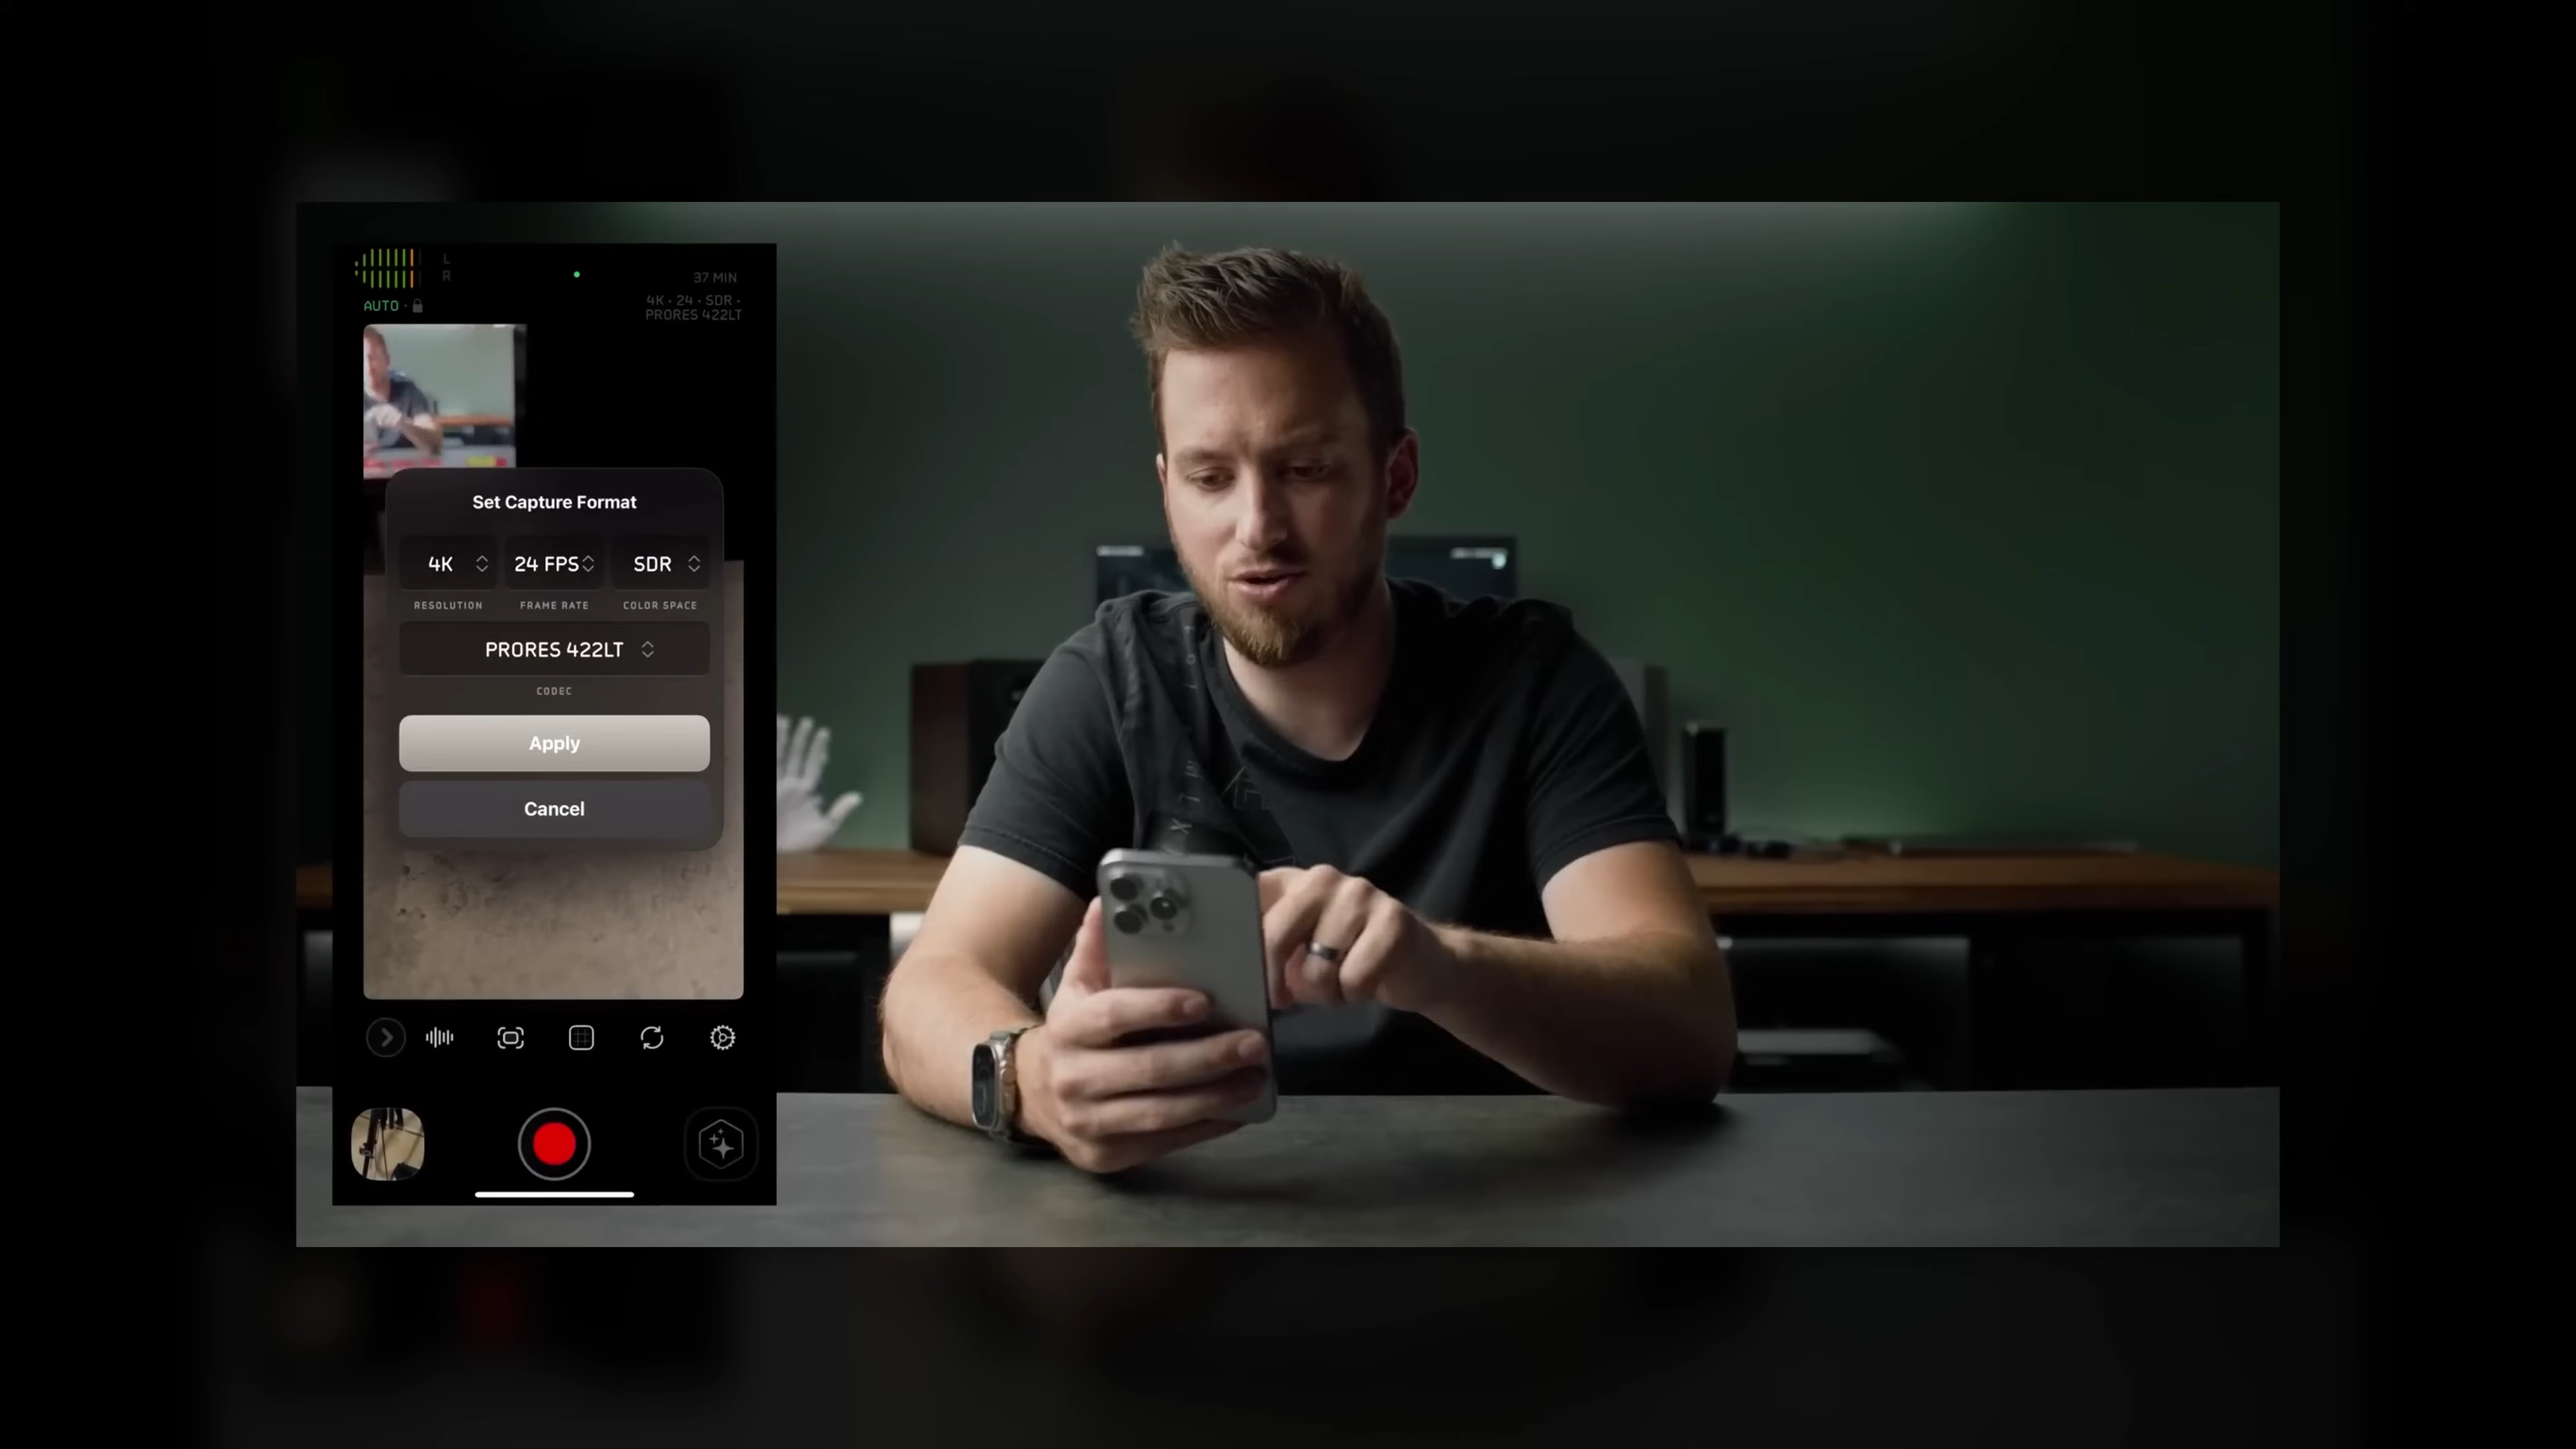 L
R
37 MIN
AUTO ·
4K · 24 · SDR ·
PRORES 422LT
Set Capture Format
4K 24 FPS SDR
RESOLUTION FRAME RATE COLOR SPACE
PRORES 422LT
CODEC
Apply
Cancel